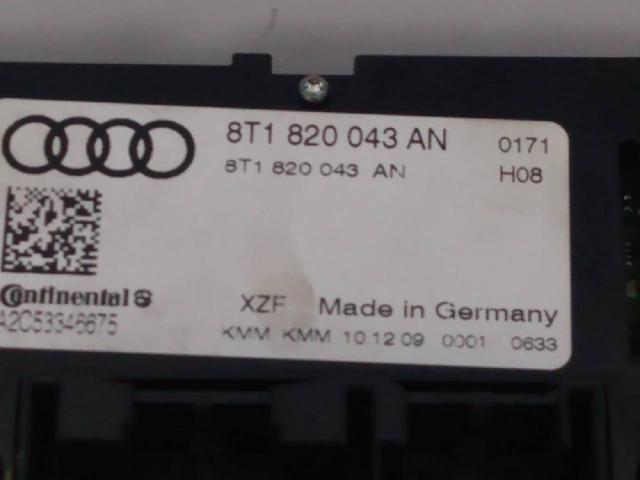 8T1 820 043 AN 0171
8T1 820 043 AN H08
Continental
A2C53346675
XZF Made in Germany
KMM KMM 10.12.09 0001 0633